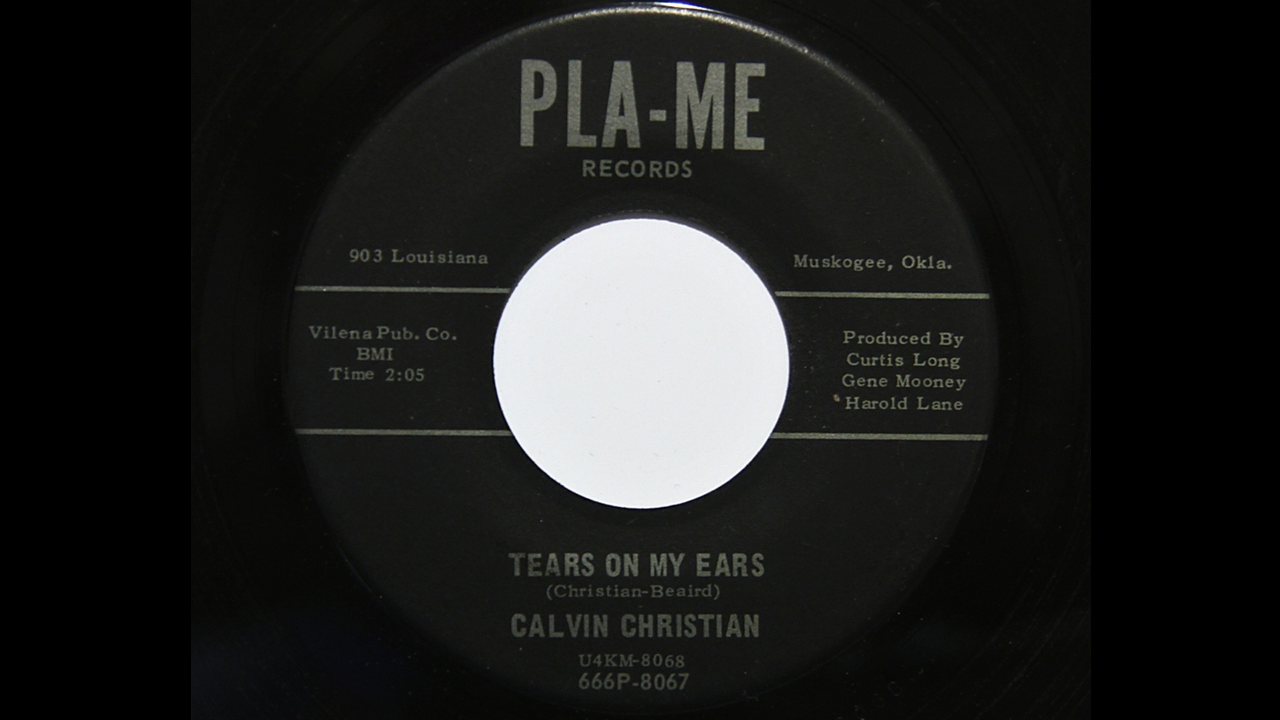 PLA-ME
RECORDS
903 Louisiana
Muskogee, Okla.
Vilena Pub. Co.
BMI
Time 2:05
Produced By
Curtis Long
Gene Mooney
Harold Lane
TEARS ON MY EARS
(Christian-Beaird)
CALVIN CHRISTIAN
U4KM-8068
666P-8067